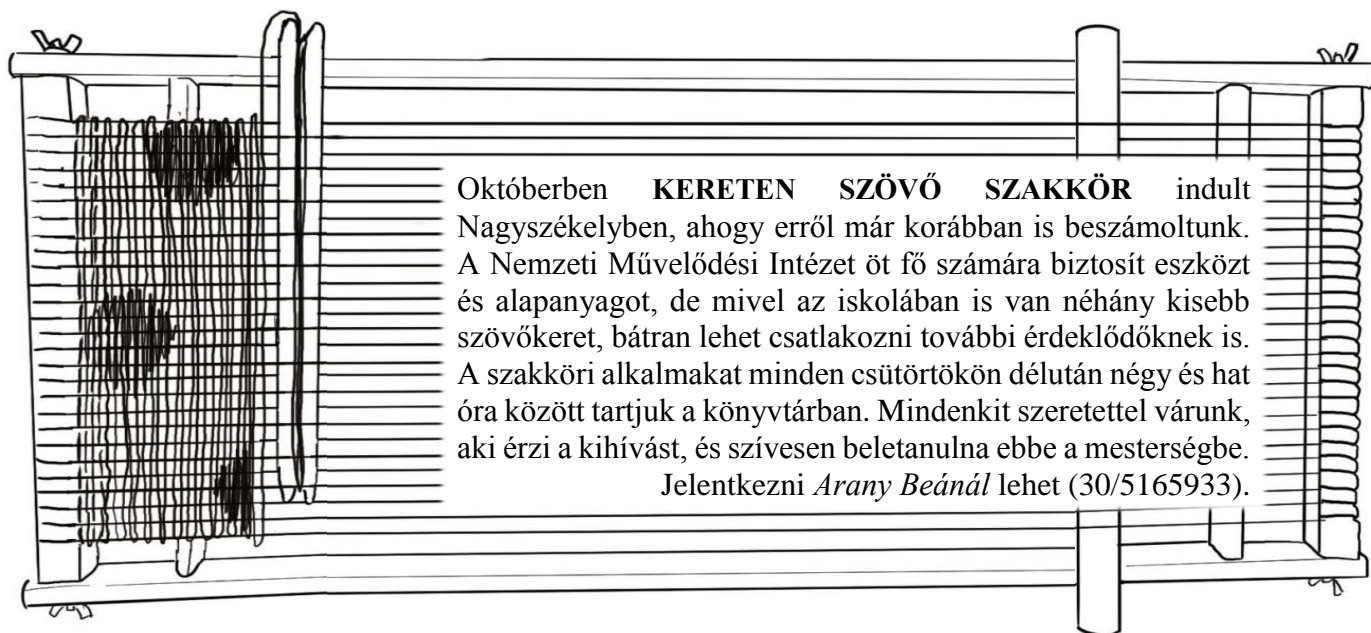 Októberben KERETEN SZÖVŐ SZAKKÖR indult
Nagyszékelyben, ahogy erről már korábban is beszámoltunk.
A Nemzeti Művelődési Intézet öt fő számára biztosít eszközt
és alapanyagot, de mivel az iskolában is van néhány kisebb
szövőkeret, bátran lehet csatlakozni további érdeklődőknek is.
A szakköri alkalmakat minden csütörtökön délután négy és hat
óra között tartjuk a könyvtárban. Mindenkit szeretettel várunk,
aki érzi a kihívást, és szívesen beletanulna ebbe a mesterségbe.
Jelentkezni Arany Beánál lehet (30/5165933).